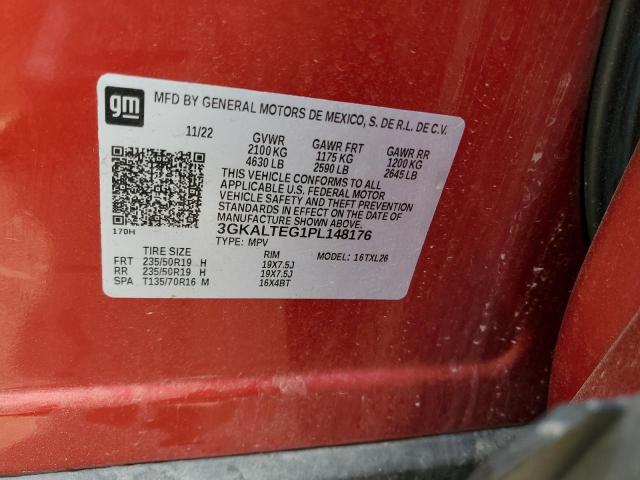 gm
MFD BY GENERAL MOTORS DE MEXICO, S. DE R.L. DE C.V.
11/22 GVWR GAWR FRT GAWR RR
2100 KG 1175 KG 1200 KG
4630 LB 2590 LB 2645 LB
THIS VEHICLE CONFORMS TO ALL
APPLICABLE U.S. FEDERAL MOTOR
VEHICLE SAFETY AND THEFT PREVENTION
STANDARDS IN EFFECT ON THE DATE OF
MANUFACTURE SHOWN ABOVE.
170H 3GKALTEG1PL148176
TYPE: MPV MODEL: 16TXL26
TIRE SIZE RIM
FRT 235/50R19 H 19X7.5J
RR 235/50R19 H 19X7.5J
SPA T135/70R16 M 16X4BT